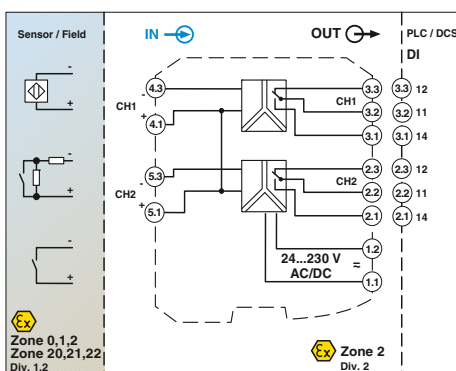 Sensor / Field
IN
OUT
PLC / DCS
DI
-
+
-
+
-
+
4.3
-
CH1
+
4.1
5.3
-
CH2
+
5.1
3.3
CH1
3.2
3.1
2.3
CH2
2.2
2.1
1.2
24...230 V
AC/DC
≈
1.1
3.3 12
3.2 11
3.1 14
2.3 12
2.2 11
2.1 14
Ex
Zone 0,1,2
Zone 20,21,22
Div. 1,2
Ex
Zone 2
Div. 2